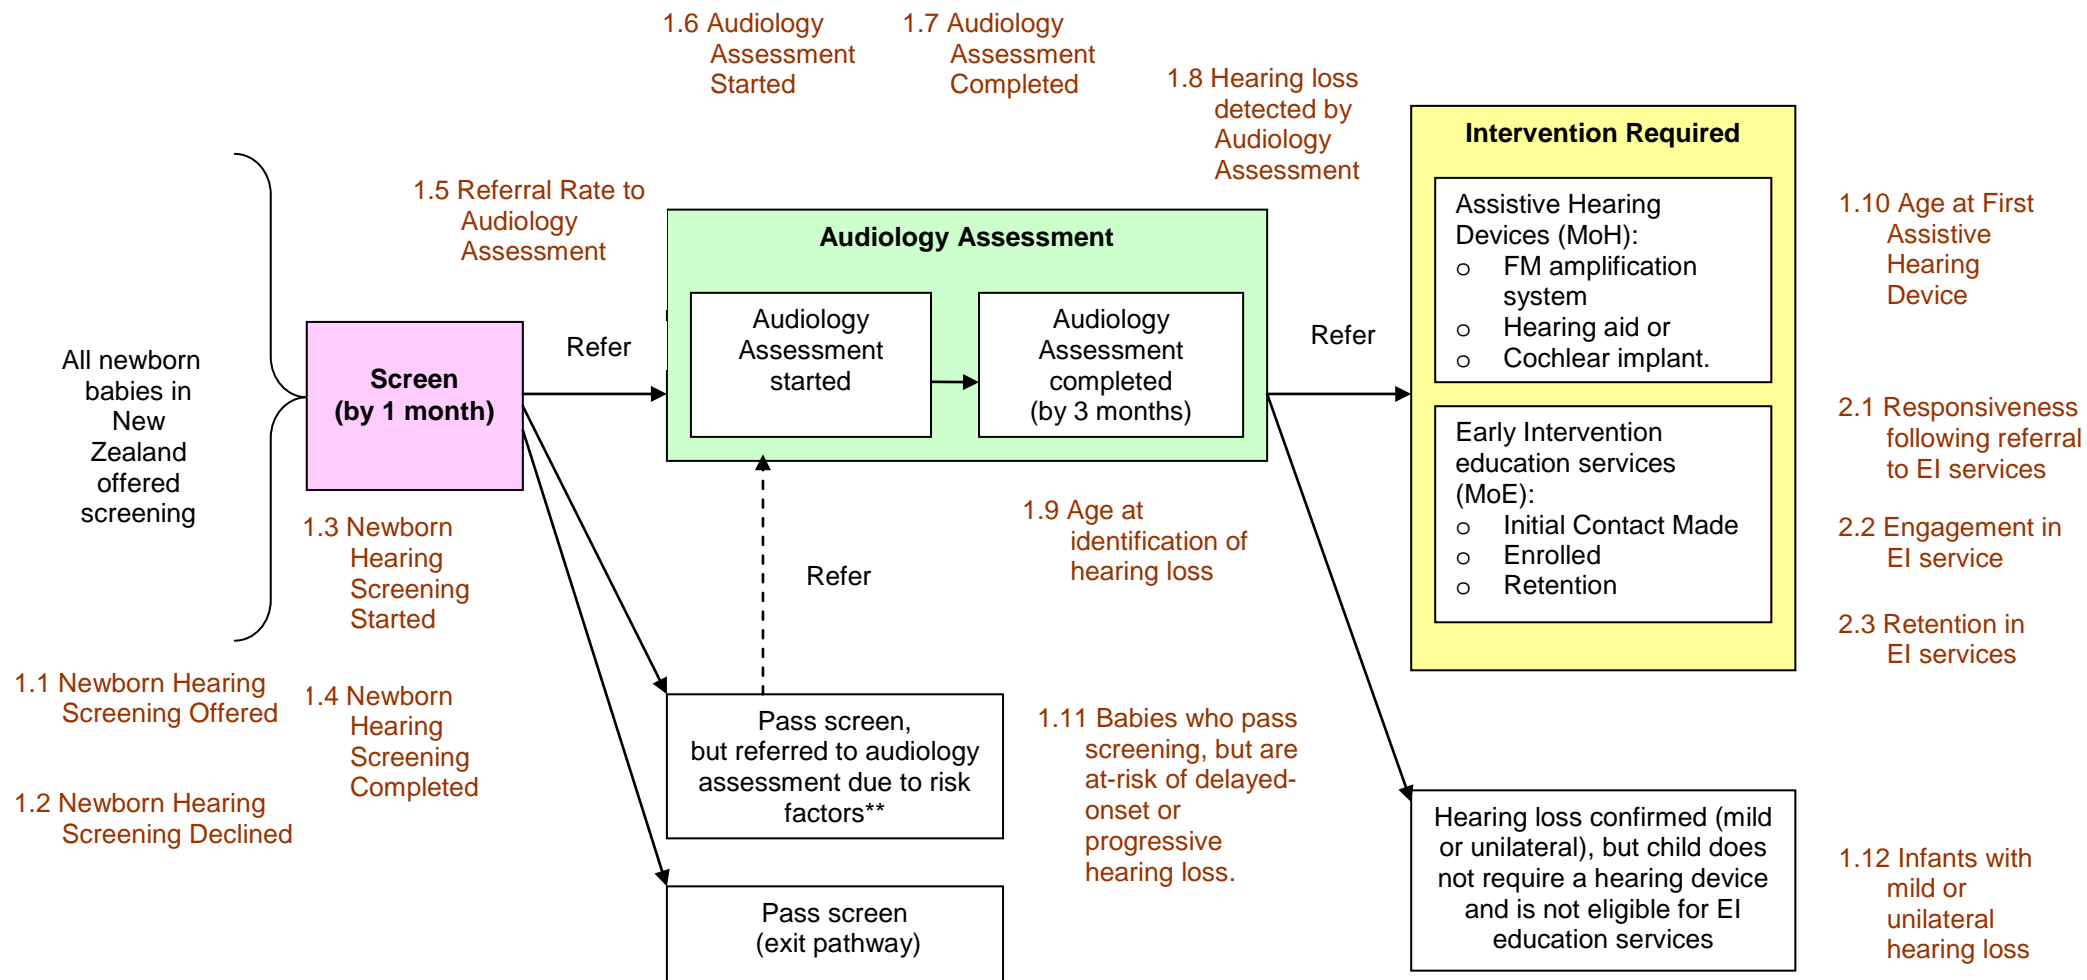 1.6 Audiology
Assessment
Started
1.7 Audiology
Assessment
Completed
1.8 Hearing loss
detected by
Audiology
Assessment
1.5 Referral Rate to
Audiology
Assessment
All newborn
babies in
New
Zealand
offered
screening
Screen
(by 1 month)
Refer
Audiology Assessment
Audiology
Assessment
started
Audiology
Assessment
completed
(by 3 months)
Refer
Intervention Required
Assistive Hearing
Devices (MoH):
o FM amplification
system
o Hearing aid or
o Cochlear implant.
Early Intervention
education services
(MoE):
o Initial Contact Made
o Enrolled
o Retention
1.10 Age at First
Assistive
Hearing
Device
2.1 Responsiveness
following referral
to EI services
2.2 Engagement in
EI service
2.3 Retention in
EI services
1.3 Newborn
Hearing
Screening
Started
1.9 Age at
identification of
hearing loss
Refer
1.1 Newborn Hearing
Screening Offered
1.2 Newborn Hearing
Screening Declined
1.4 Newborn
Hearing
Screening
Completed
Pass screen,
but referred to audiology
assessment due to risk
factors**
1.11 Babies who pass
screening, but are
at-risk of delayed-
onset or
progressive
hearing loss.
Pass screen
(exit pathway)
Hearing loss confirmed (mild
or unilateral), but child does
not require a hearing device
and is not eligible for EI
education services
1.12 Infants with
mild or
unilateral
hearing loss